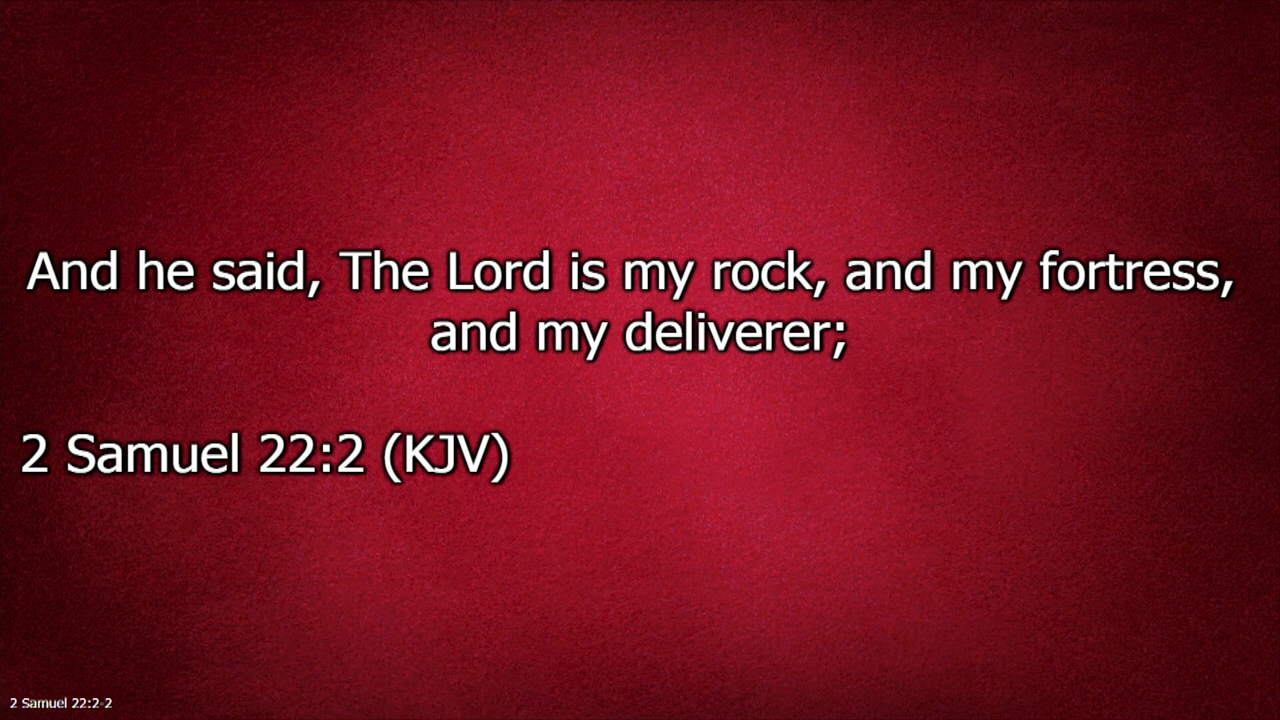 And he said, The Lord is my rock, and my fortress,
and my deliverer;
2 Samuel 22:2 (KJV)
2 Samuel 22:2-2